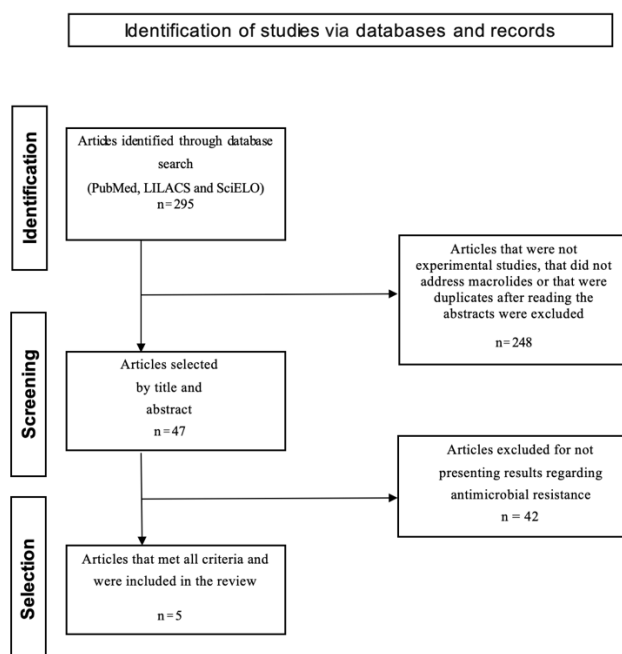 Identification of studies via databases and records
Identification
Articles identified through database
search
(PubMed, LILACS and SciELO)
n=295
Articles that were not
experimental studies, that did not
address macrolides or that were
duplicates after reading the
abstracts were excluded
n=248
Screening
Articles selected
by title and
abstract
n=47
Articles excluded for not
presenting results regarding
antimicrobial resistance
n = 42
Selection
Articles that met all criteria and
were included in the review
n=5